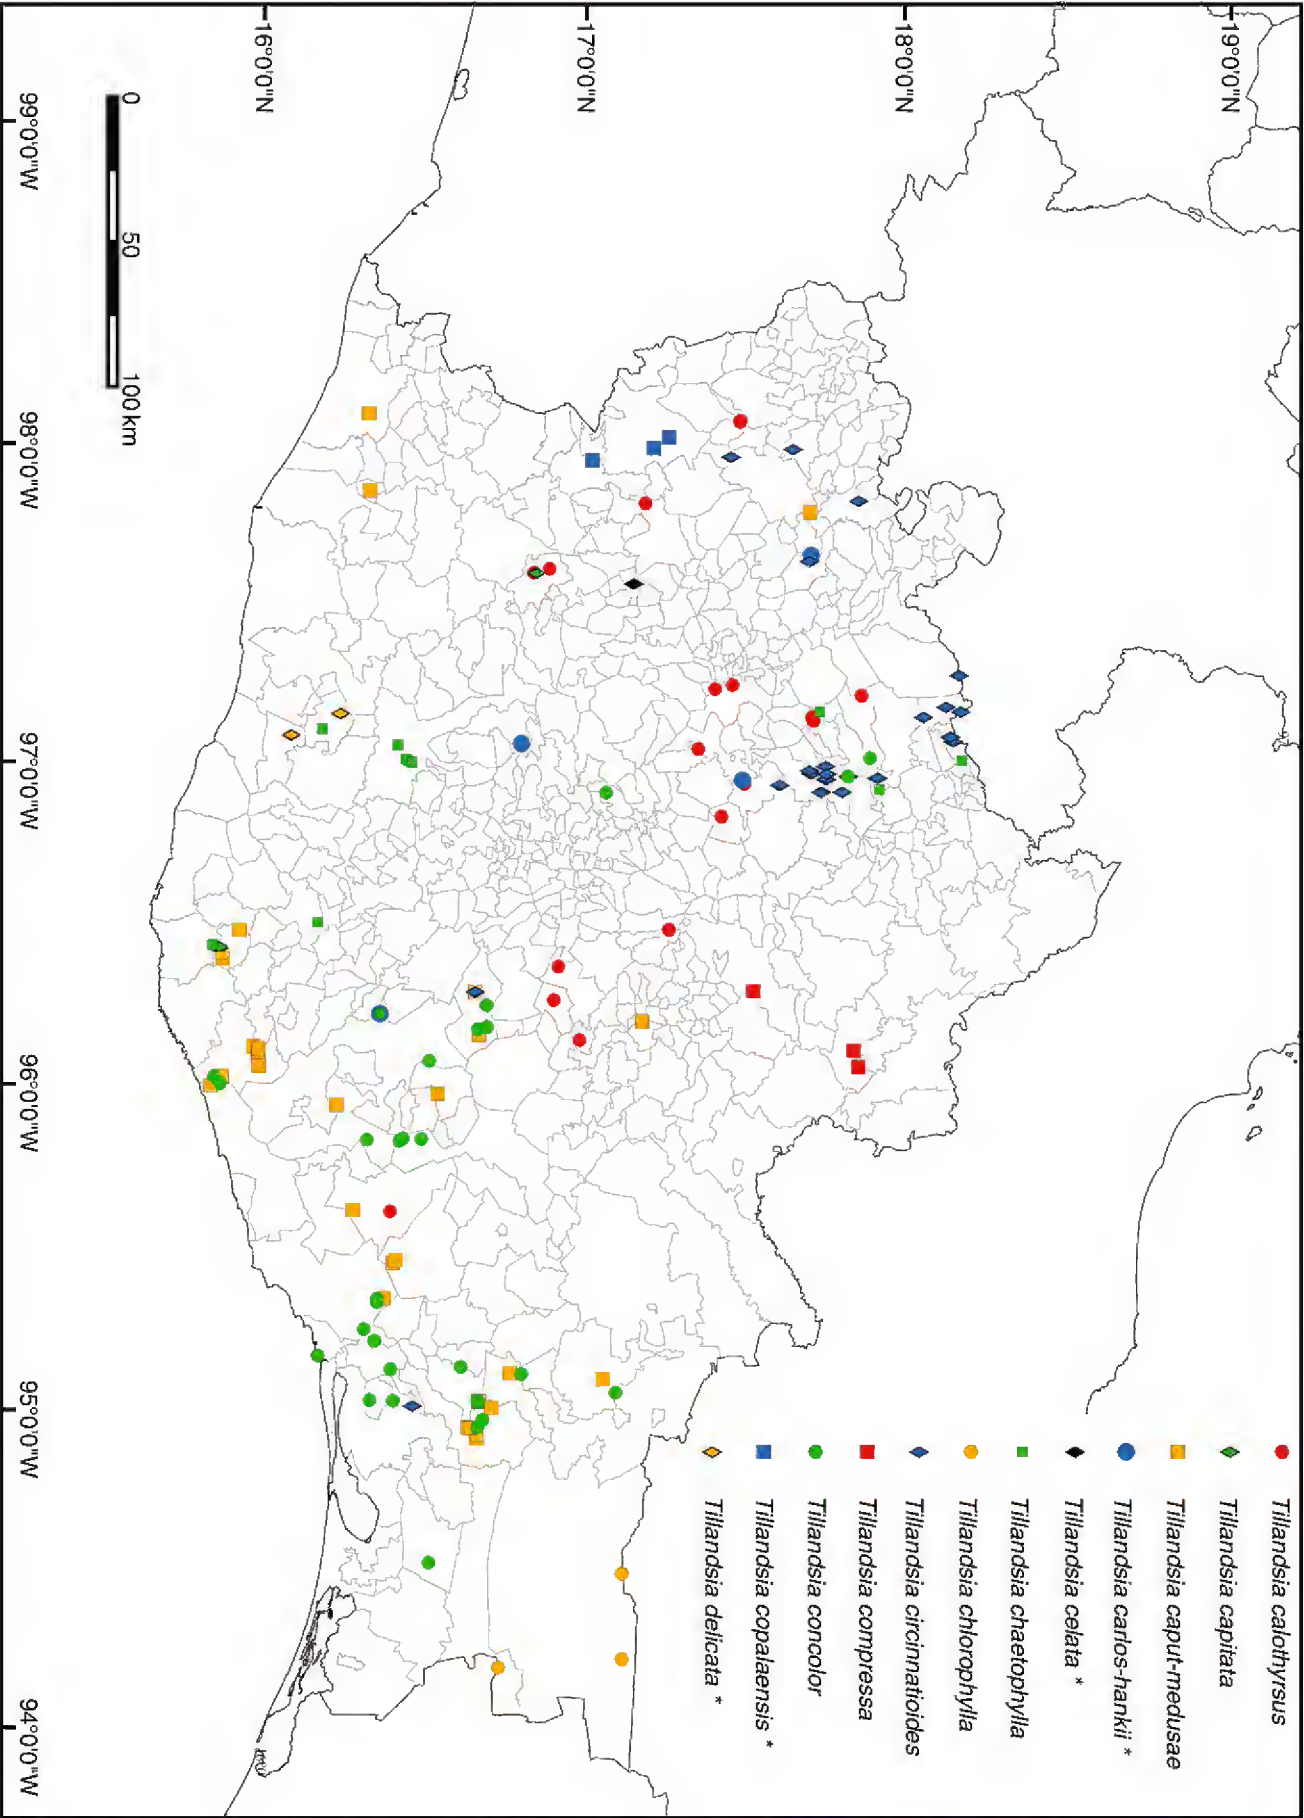 19°0'0"N
18°0'0"N
17°0'0"N
16°0'0"N
Tillandsia calothyrsus
Tillandsia capitata
Tillandsia caput-medusae
Tillandsia carlos-hankii *
Tillandsia celata *
Tillandsia chaetophylla
Tillandsia chlorophylla
Tillandsia circinnatioides
Tillandsia compressa
Tillandsia concolor
Tillandsia copalaensis *
Tillandsia delicata *
0 50 100 km
99°0'0"W
98°0'0"W
97°0'0"W
96°0'0"W
95°0'0"W
94°0'0"W